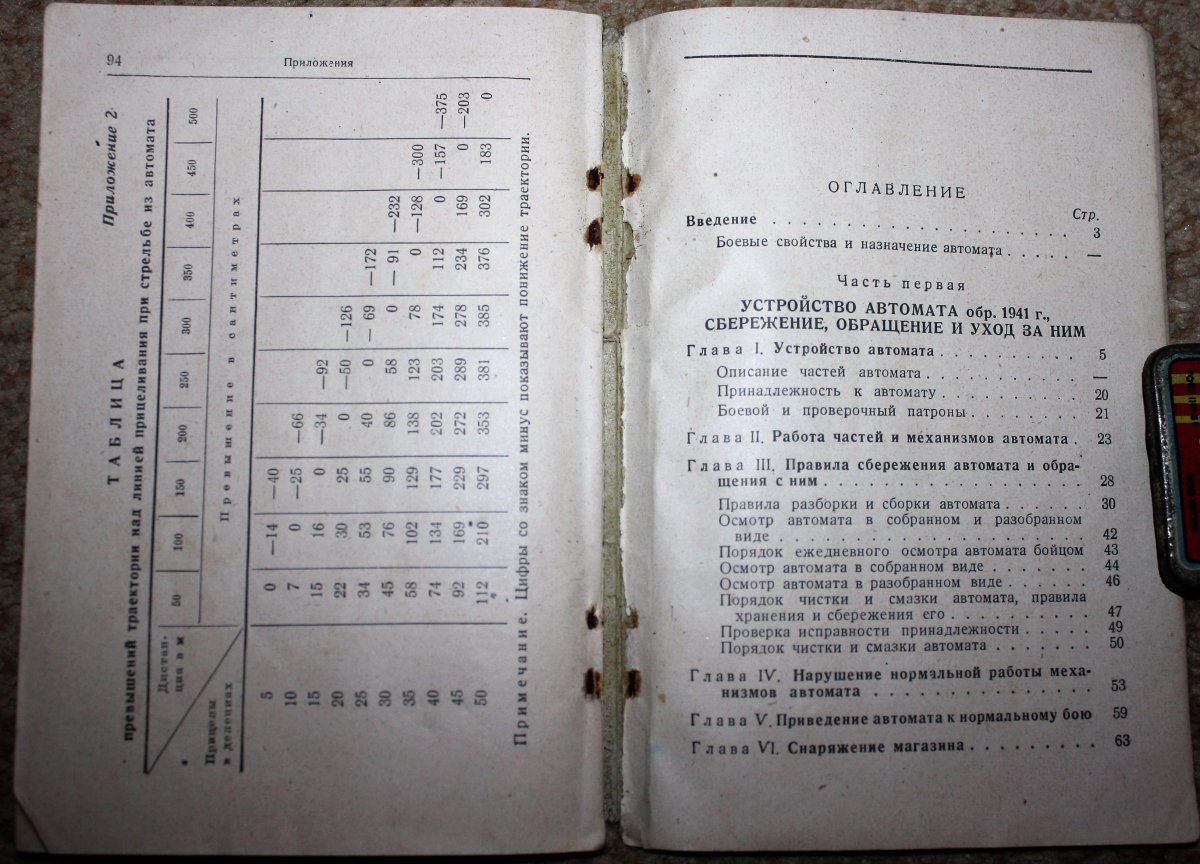 94
Приложения
Приложение 2
ТАБЛИЦА
превышений траектории над линией прицеливания при стрельбе из автомата
Дистанция в м 50 100 150 200 250 300 350 400 450 500
Прицелы в делениях
Превышение в сантиметрах
5 0 —14 —40
10 7 0 —25 —66
15 15 16 0 —34 —92
20 22 30 25 0 —50 —126
25 34 53 55 40 0 — 69 —172
30 45 76 90 86 58 0 — 91 —232
35 58 102 129 138 123 78 0 —128 —300
40 74 134 177 202 203 174 112 0 —157 —375
45 92 169 229 272 289 278 234 169 0 —203
50 112 210 297 353 381 385 376 302 183 0
Примечание. Цифры со знаком минус показывают понижение траектории.
ОГЛАВЛЕНИЕ
Стр.
Введение . . . . . . . . . . . . . . . . . . . . 3
Боевые свойства и назначение автомата . . . . . —
Часть первая
УСТРОЙСТВО АВТОМАТА обр. 1941 г.,
СБЕРЕЖЕНИЕ, ОБРАЩЕНИЕ И УХОД ЗА НИМ
Глава I. Устройство автомата . . . . . . . . . . 5
Описание частей автомата . . . . . . . . . . . —
Принадлежность к автомату . . . . . . . . . . 20
Боевой и проверочный патроны . . . . . . . . 21
Глава II. Работа частей и механизмов автомата . 23
Глава III. Правила сбережения автомата и обра-
щения с ним . . . . . . . . . . . . . . . . . 28
Правила разборки и сборки автомата . . . . . . 30
Осмотр автомата в собранном и разобранном
виде . . . . . . . . . . . . . . . . . . . . 42
Порядок ежедневного осмотра автомата бойцом 43
Осмотр автомата в собранном виде . . . . . . . 44
Осмотр автомата в разобранном виде . . . . . . 46
Порядок чистки и смазки автомата, правила
хранения и сбережения его . . . . . . . . . . 47
Проверка исправности принадлежности . . . . . 49
Порядок чистки и смазки автомата . . . . . . . 50
Глава IV. Нарушение нормальной работы меха-
низмов автомата . . . . . . . . . . . . . . 53
Глава V. Приведение автомата к нормальному бою 59
Глава VI. Снаряжение магазина . . . . . . . . . 63